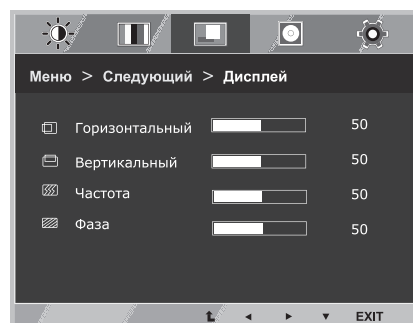 Меню > Следующий > Дисплей
Горизонтальный 50
Вертикальный 50
Частота 50
Фаза 50
EXIT